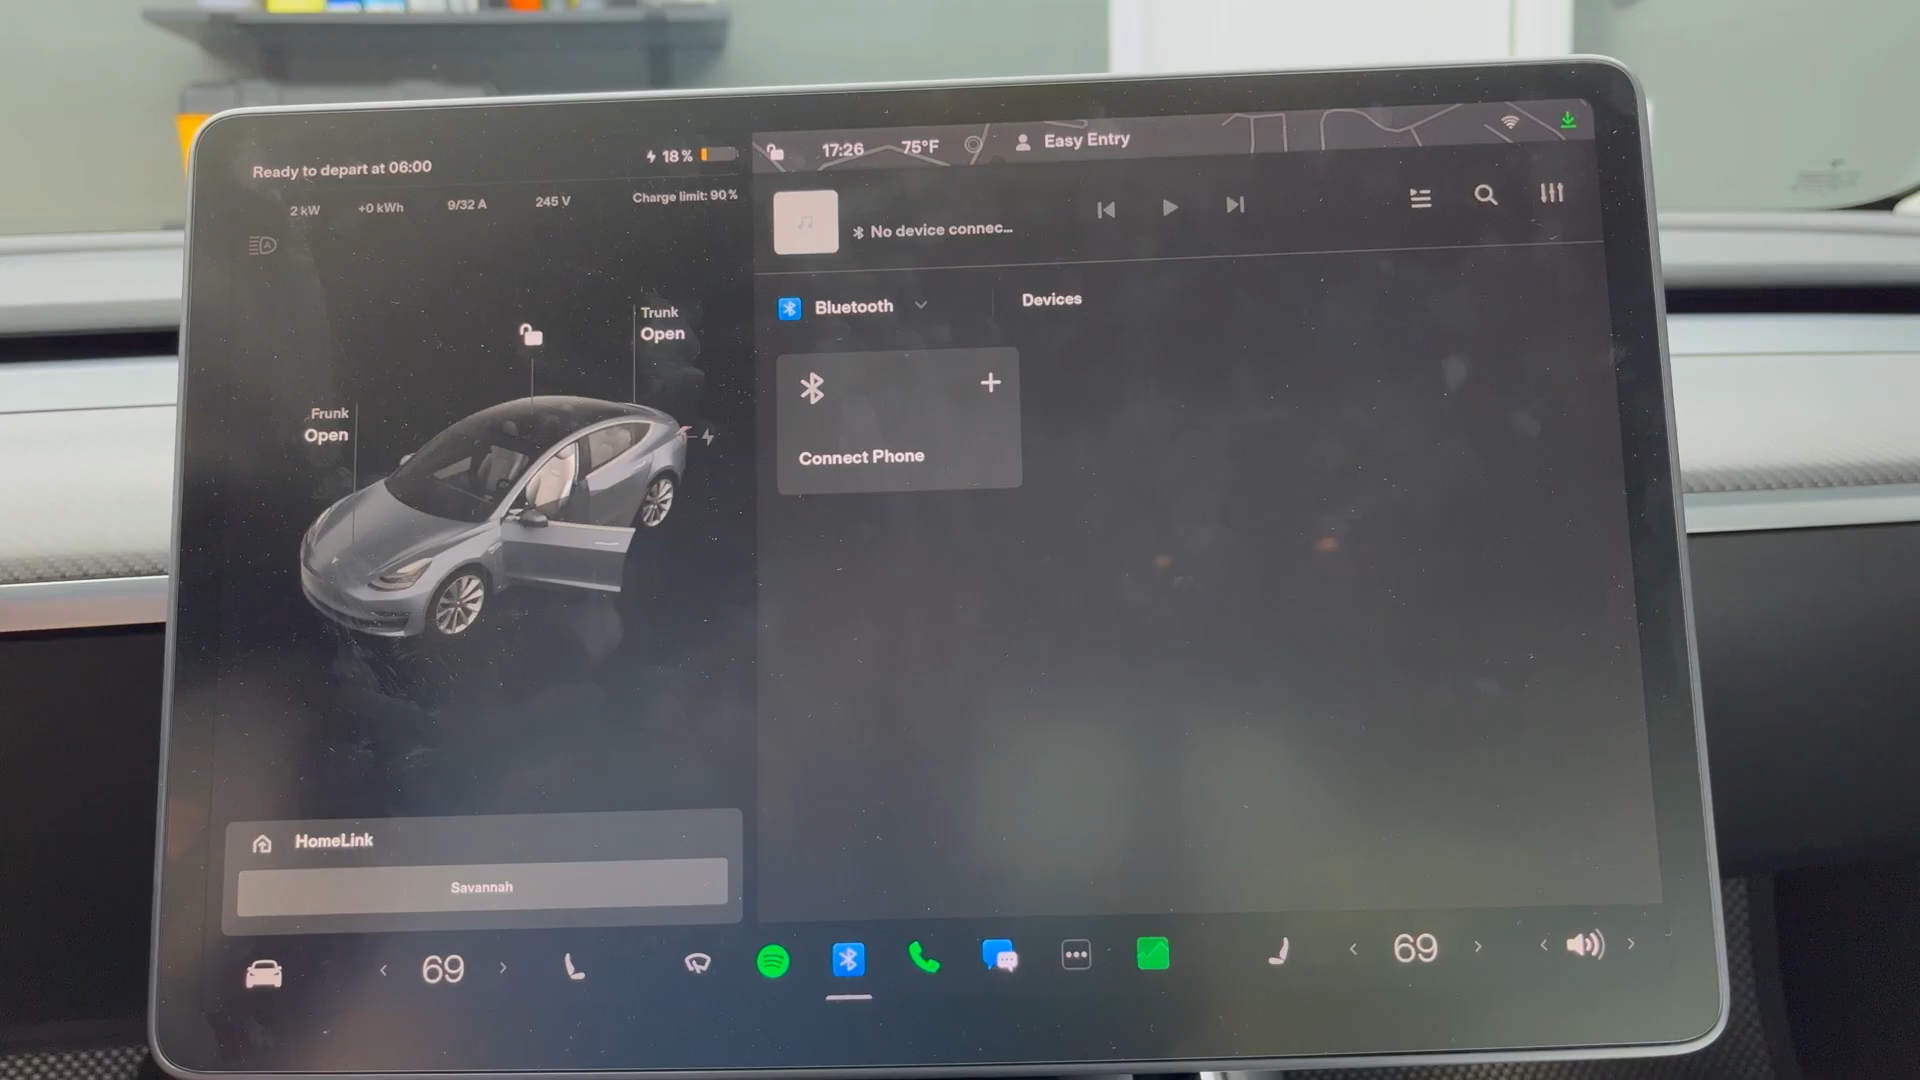 Ready to depart at 06:00
18%
2 kW
+0 kWh
9/32 A
245 V
Charge limit: 90%
17:26
75°F
Easy Entry
No device connec...
Bluetooth
Devices
Connect Phone
Trunk
Open
Frunk
Open
HomeLink
Savannah
69
69